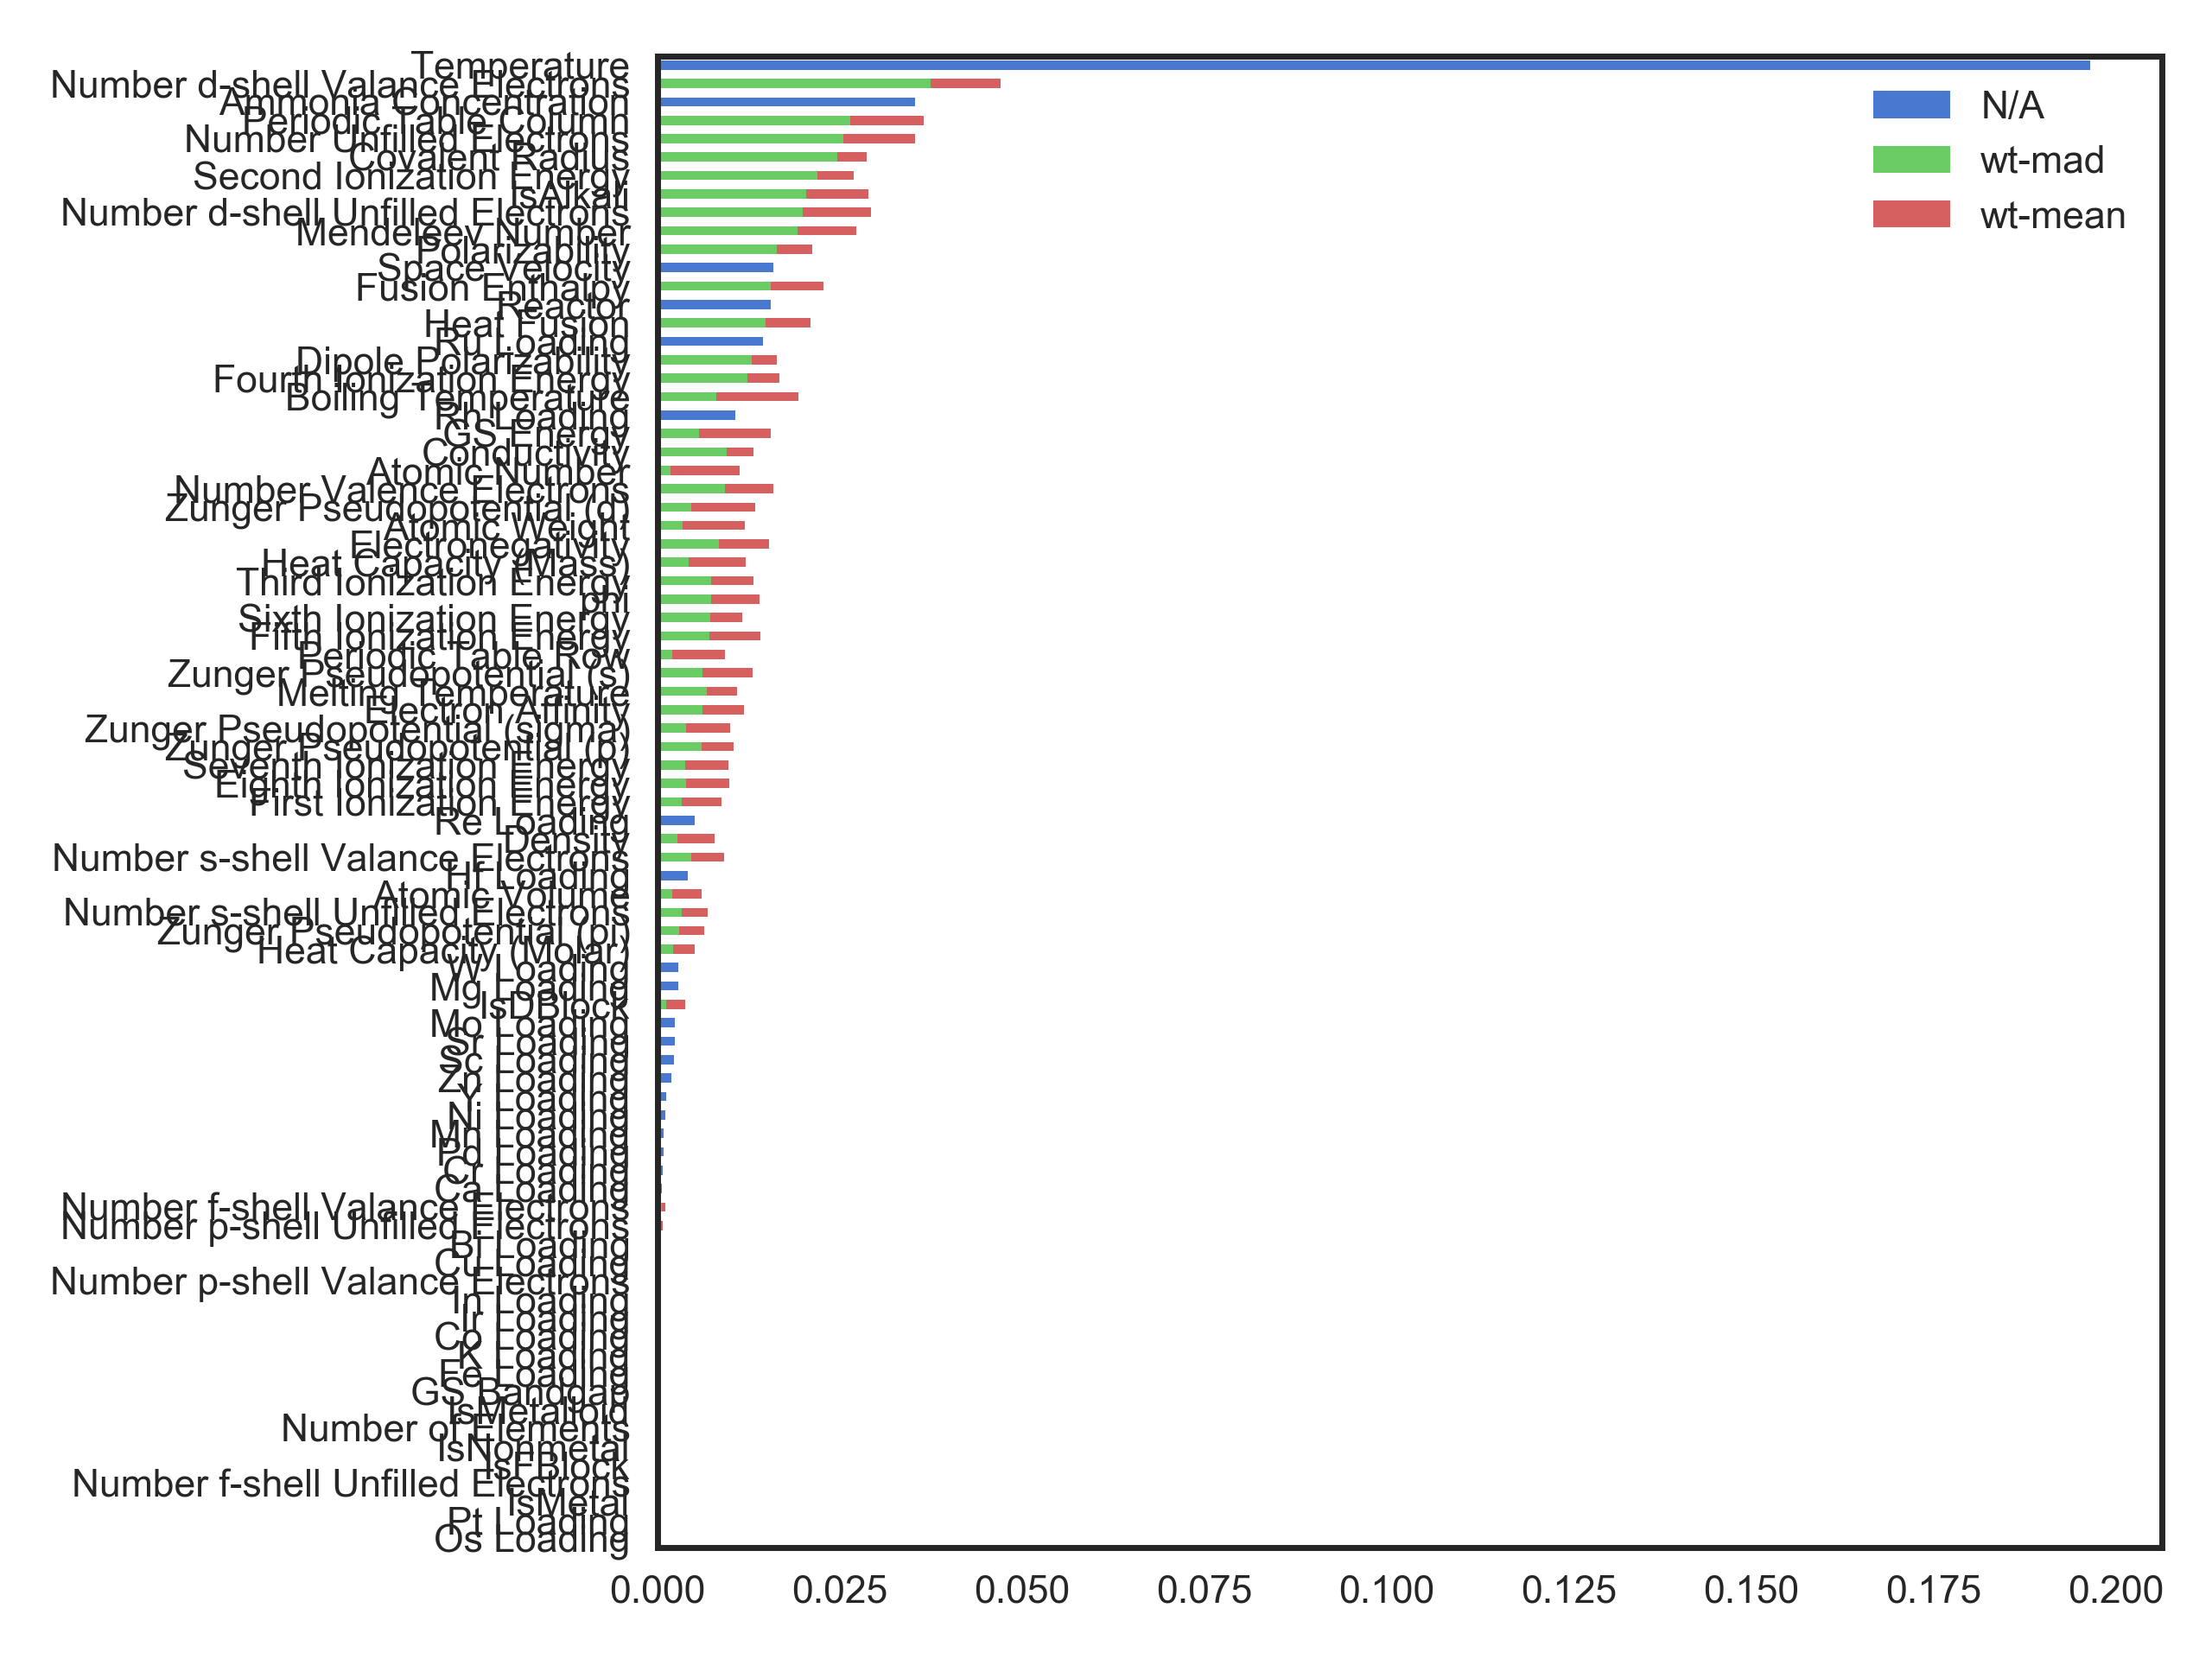 Temperature
Number d-shell Valance Electrons
Ammonia Concentration
Periodic Table Column
Number Unfilled Electrons
Covalent Radius
Second Ionization Energy
IsAlkali
Number d-shell Unfilled Electrons
Mendeleev Number
Polarizability
Space Velocity
Fusion Enthalpy
Reactor
Heat Fusion
Ru Loading
Dipole Polarizability
Fourth Ionization Energy
Boiling Temperature
Rh Loading
GS Energy
Conductivity
Atomic Number
Number Valence Electrons
Zunger Pseudopotential (d)
Atomic Weight
Electronegativity
Heat Capacity (Mass)
Third Ionization Energy
phi
Sixth Ionization Energy
Fifth Ionization Energy
Periodic Table Row
Zunger Pseudopotential (s)
Melting Temperature
Electron Affinity
Zunger Pseudopotential (sigma)
Zunger Pseudopotential (p)
Seventh Ionization Energy
Eighth Ionization Energy
First Ionization Energy
Re Loading
Density
Number s-shell Valance Electrons
Hf Loading
Atomic Volume
Number s-shell Unfilled Electrons
Zunger Pseudopotential (pi)
Heat Capacity (Molar)
W Loading
Mg Loading
IsDBlock
Mo Loading
Sr Loading
Sc Loading
Zn Loading
Y Loading
Ni Loading
Mn Loading
Pd Loading
Cr Loading
Ca Loading
Number f-shell Valance Electrons
Number p-shell Unfilled Electrons
Bi Loading
Cu Loading
Number p-shell Valance Electrons
In Loading
Ir Loading
Co Loading
K Loading
Fe Loading
GS Bandgap
IsMetalloid
Number of Elements
IsNonmetal
IsFBlock
Number f-shell Unfilled Electrons
IsMetal
Pt Loading
Os Loading
N/A
wt-mad
wt-mean
0.000 0.025 0.050 0.075 0.100 0.125 0.150 0.175 0.200